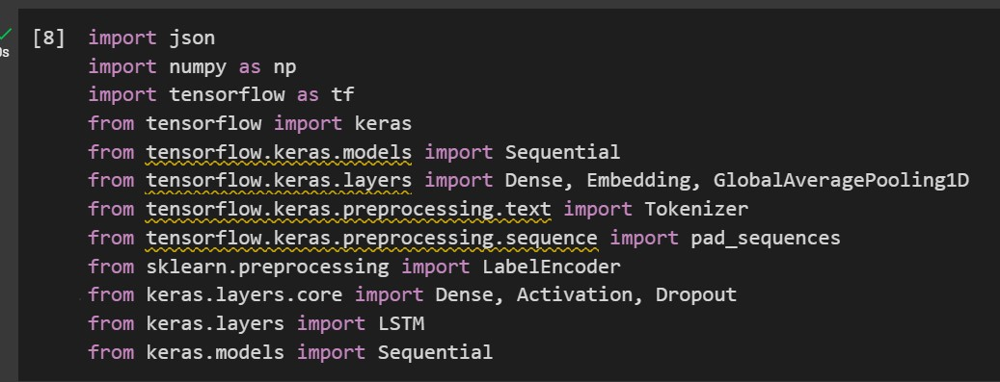 [8] import json
import numpy as np
import tensorflow as tf
from tensorflow import keras
from tensorflow.keras.models import Sequential
from tensorflow.keras.layers import Dense, Embedding, GlobalAveragePooling1D
from tensorflow.keras.preprocessing.text import Tokenizer
from tensorflow.keras.preprocessing.sequence import pad_sequences
from sklearn.preprocessing import LabelEncoder
from keras.layers.core import Dense, Activation, Dropout
from keras.layers import LSTM
from keras.models import Sequential